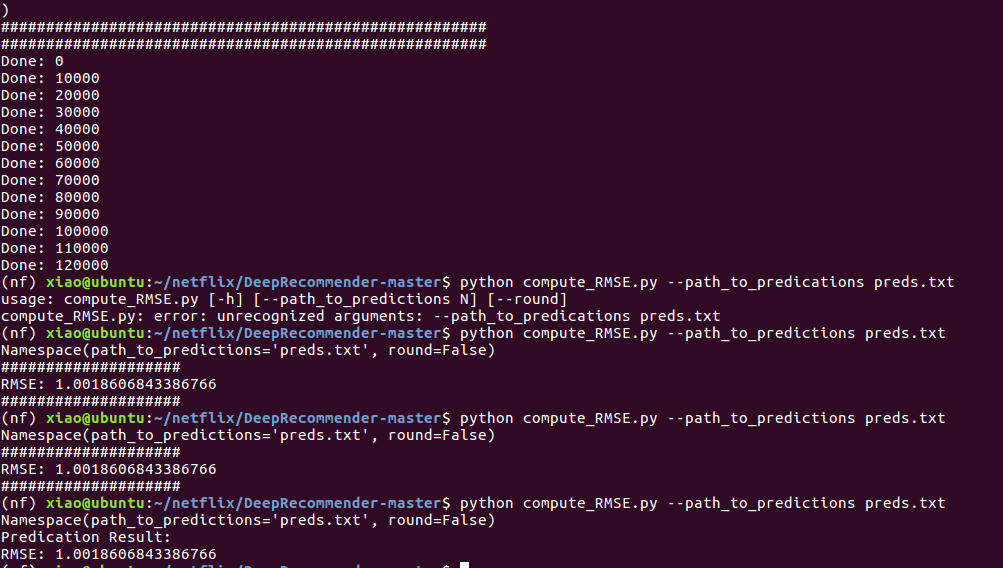 )
######################################################
######################################################
Done: 0
Done: 10000
Done: 20000
Done: 30000
Done: 40000
Done: 50000
Done: 60000
Done: 70000
Done: 80000
Done: 90000
Done: 100000
Done: 110000
Done: 120000
(nf) xiao@ubuntu:~/netflix/DeepRecommender-master$ python compute_RMSE.py --path_to_predications preds.txt
usage: compute_RMSE.py [-h] [--path_to_predictions N] [--round]
compute_RMSE.py: error: unrecognized arguments: --path_to_predications preds.txt
(nf) xiao@ubuntu:~/netflix/DeepRecommender-master$ python compute_RMSE.py --path_to_predictions preds.txt
Namespace(path_to_predictions='preds.txt', round=False)
####################
RMSE: 1.0018606843386766
####################
(nf) xiao@ubuntu:~/netflix/DeepRecommender-master$ python compute_RMSE.py --path_to_predictions preds.txt
Namespace(path_to_predictions='preds.txt', round=False)
####################
RMSE: 1.0018606843386766
####################
(nf) xiao@ubuntu:~/netflix/DeepRecommender-master$ python compute_RMSE.py --path_to_predictions preds.txt
Namespace(path_to_predictions='preds.txt', round=False)
Predication Result:
RMSE: 1.0018606843386766
(nf) xiao@ubuntu:~/netflix/DeepRecommender-master$